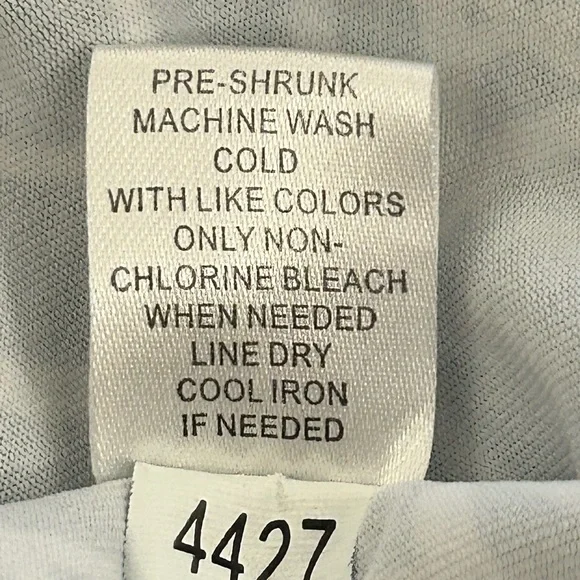 PRE-SHRUNK
MACHINE WASH
COLD
WITH LIKE COLORS
ONLY NON-
CHLORINE BLEACH
WHEN NEEDED
LINE DRY
COOL IRON
IF NEEDED
4427